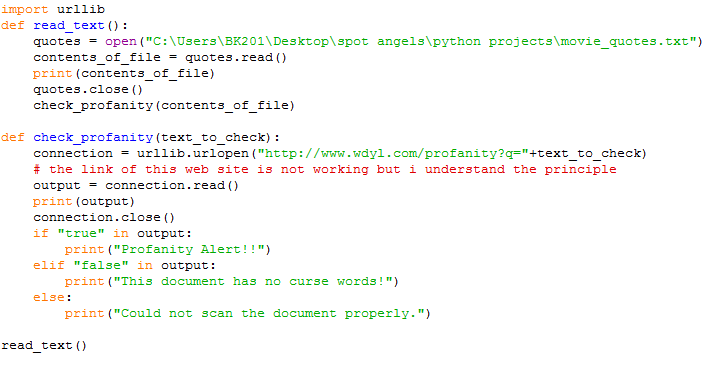 import urllib
def read_text():
    quotes = open("C:\Users\BK201\Desktop\spot angels\python projects\movie_quotes.txt")
    contents_of_file = quotes.read()
    print(contents_of_file)
    quotes.close()
    check_profanity(contents_of_file)

def check_profanity(text_to_check):
    connection = urllib.urlopen("http://www.wdyl.com/profanity?q="+text_to_check)
    # the link of this web site is not working but i understand the principle
    output = connection.read()
    print(output)
    connection.close()
    if "true" in output:
        print("Profanity Alert!!")
    elif "false" in output:
        print("This document has no curse words!")
    else:
        print("Could not scan the document properly.")

read_text()